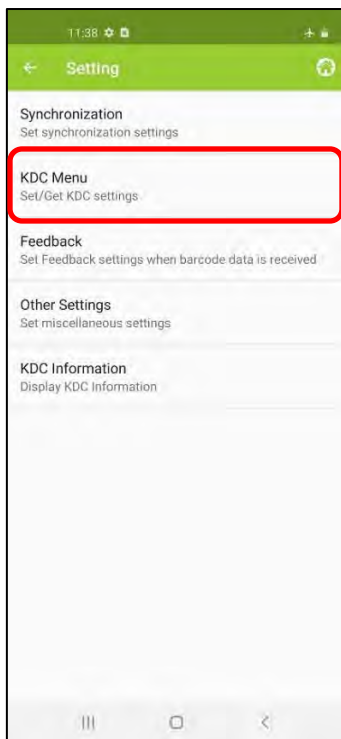 11:38
Setting
Synchronization
Set synchronization settings
KDC Menu
Set/Get KDC settings
Feedback
Set Feedback settings when barcode data is received
Other Settings
Set miscellaneous settings
KDC Information
Display KDC Information